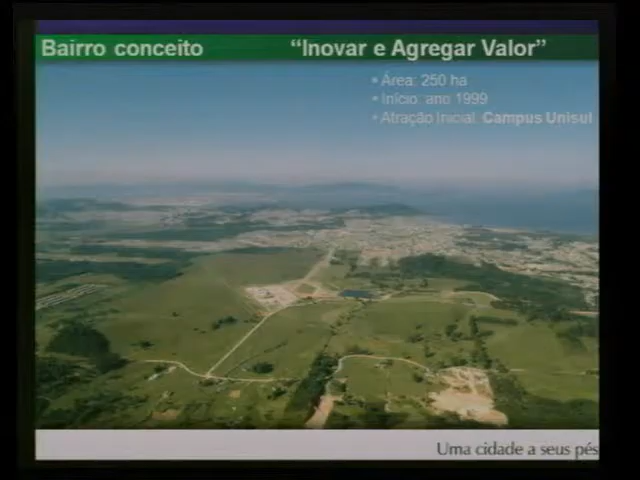 Bairro conceito "Inovar e Agregar Valor"
• Área: 250 ha
• Início: ano 1999
• Atração Inicial: Campus Unisul
Uma cidade a seus pés